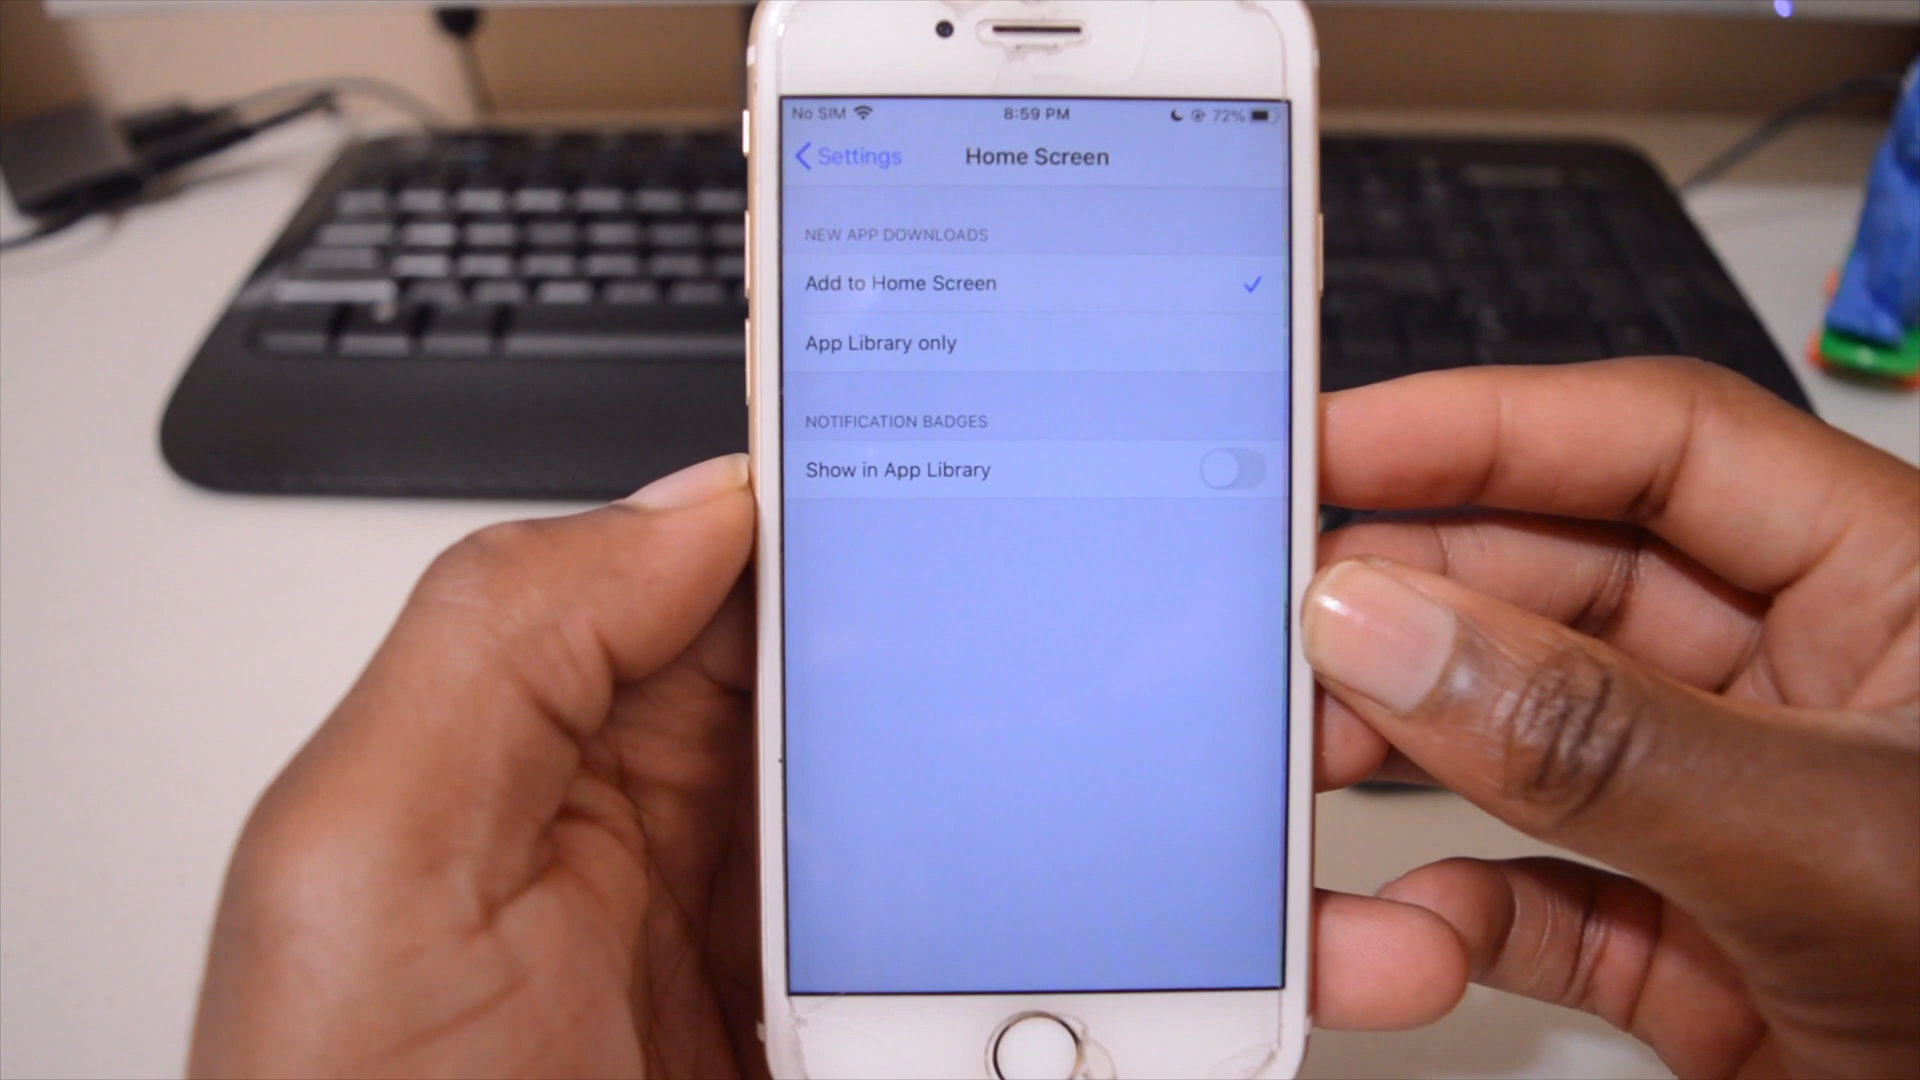 No SIM 8:59 PM 72%
Settings Home Screen
NEW APP DOWNLOADS
Add to Home Screen
App Library only
NOTIFICATION BADGES
Show in App Library